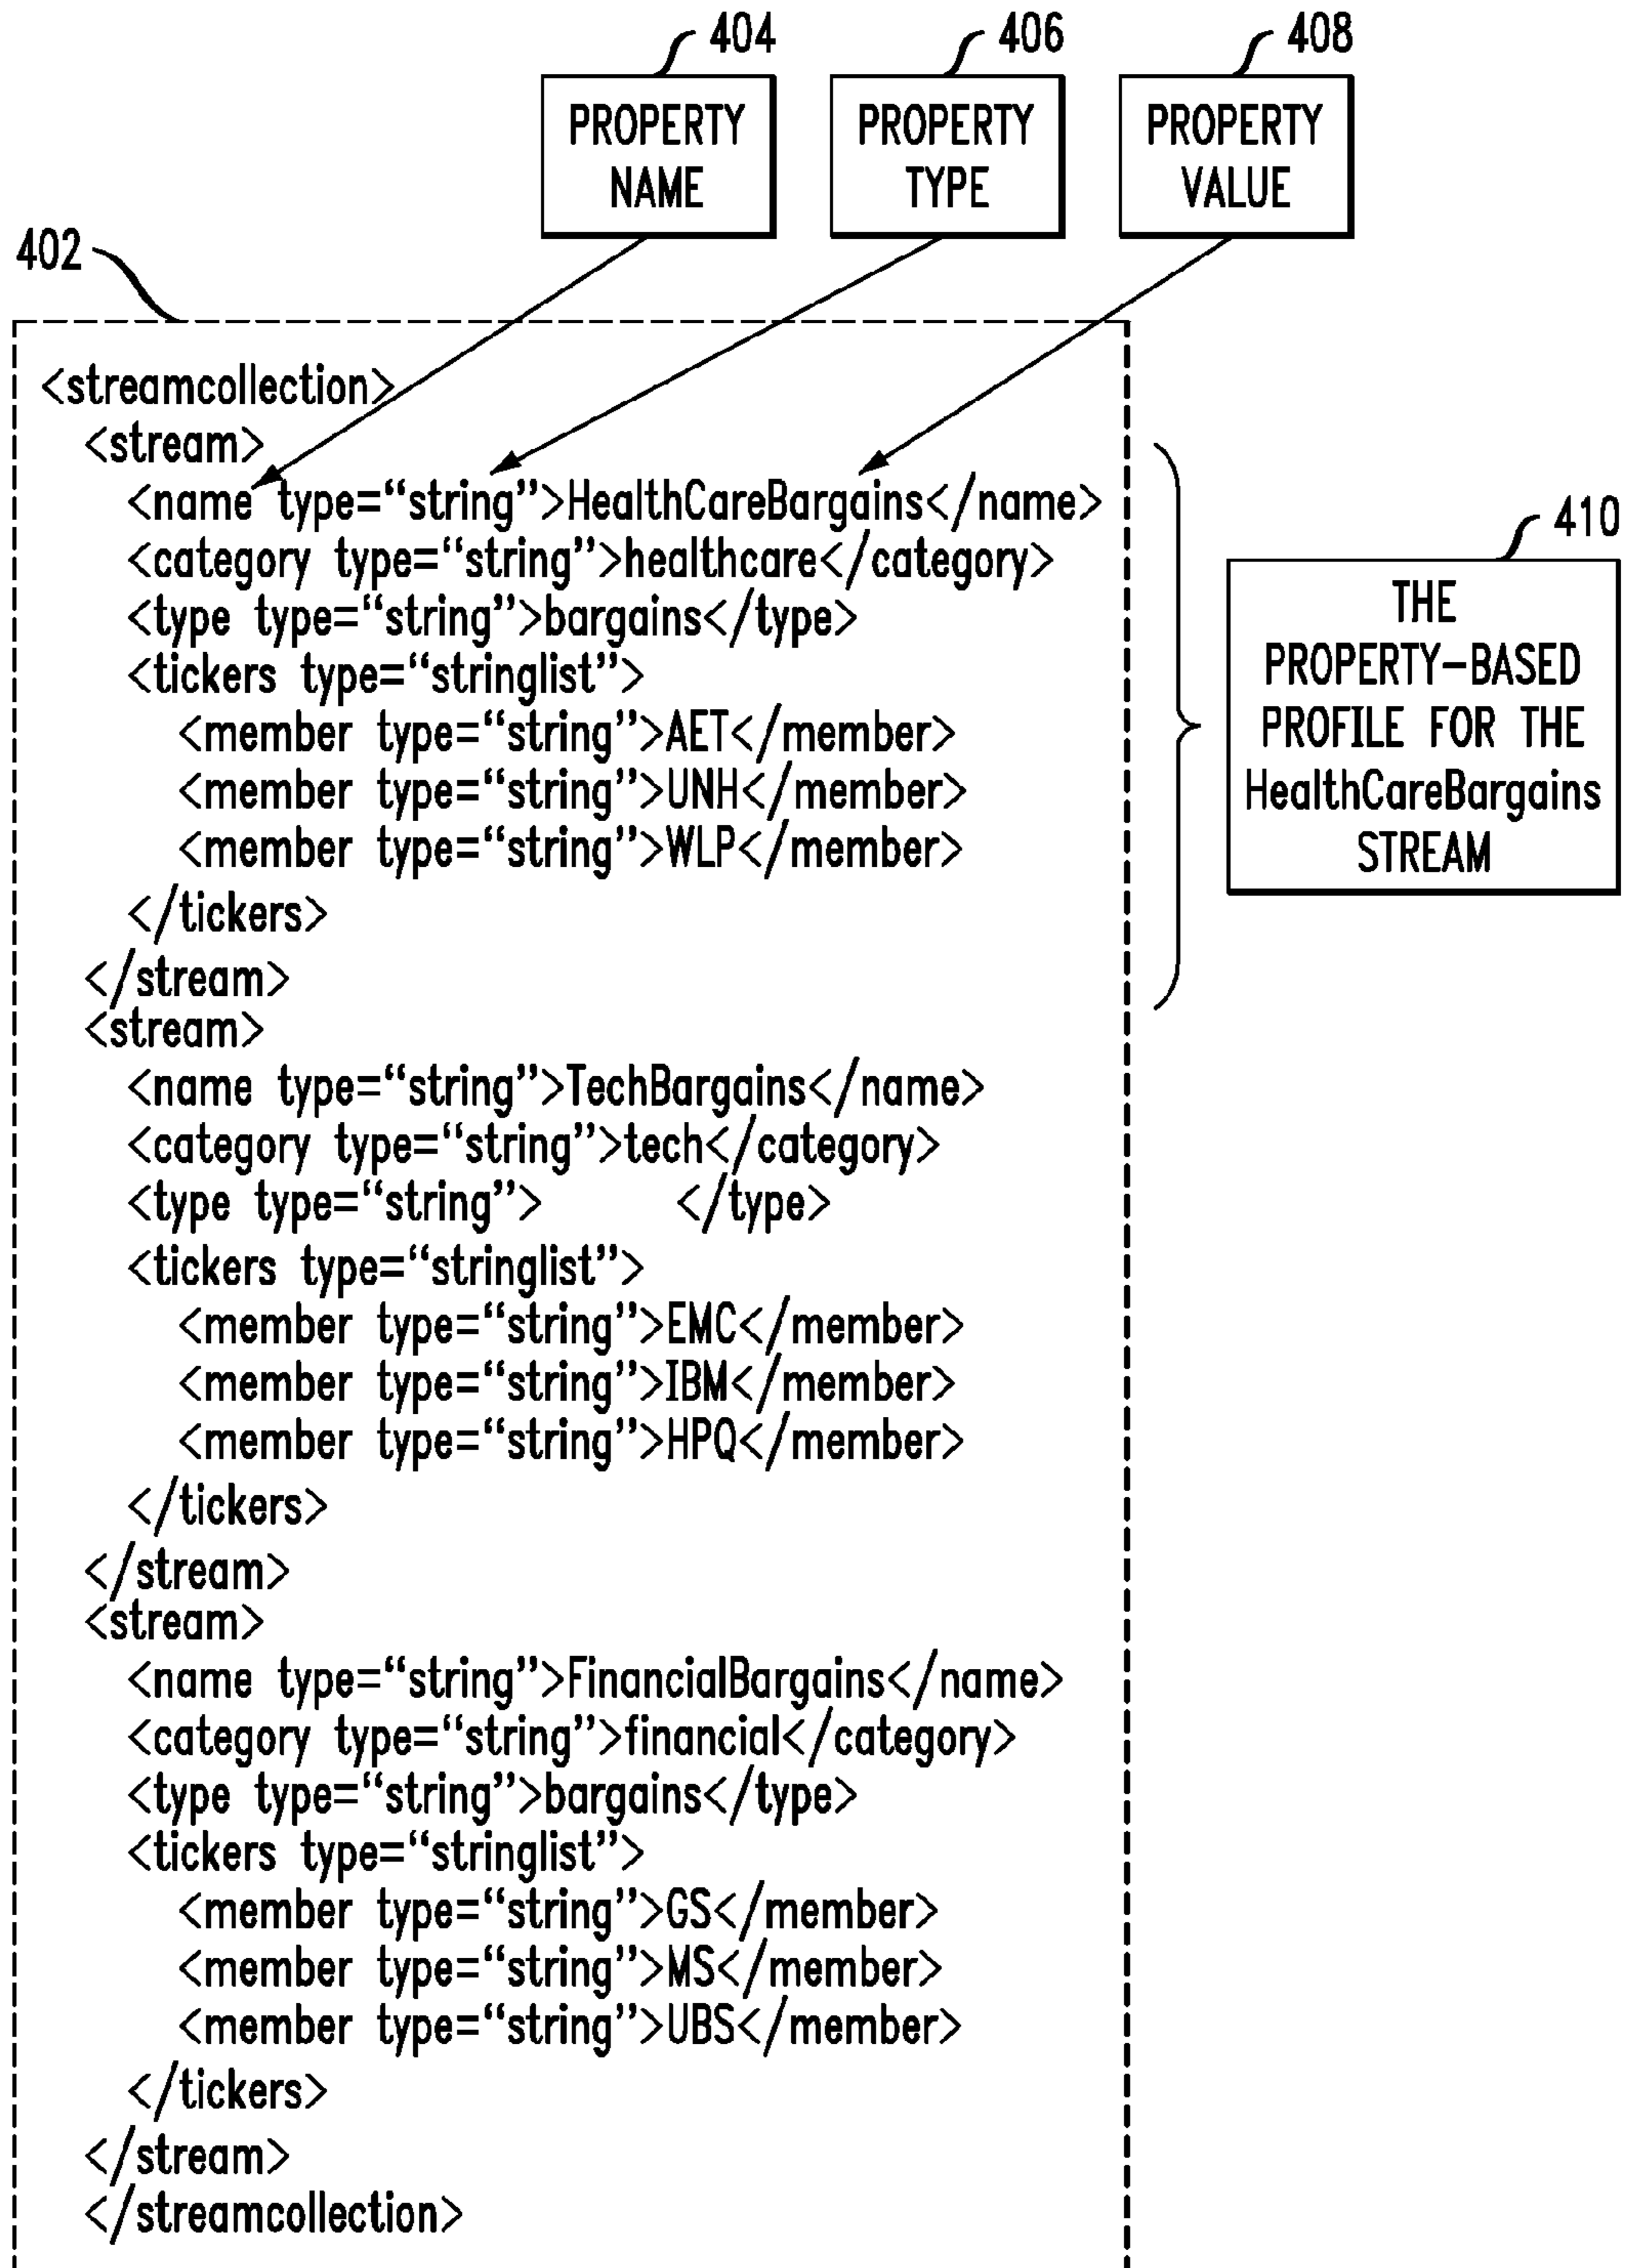 404
406
408
PROPERTY
NAME
PROPERTY
TYPE
PROPERTY
VALUE
402
<streamcollection>
<stream>
<name type=“string”>HealthCareBargains</name>
<category type=“string”>healthcare</category>
<type type=“string”>bargains</type>
<tickers type=“stringlist”>
<member type=“string”>AET</member>
<member type=“string”>UNH</member>
<member type=“string”>WLP</member>
</tickers>
</stream>
410
THE
PROPERTY-BASED
PROFILE FOR THE
HealthCareBargains
STREAM
<stream>
<name type=“string”>TechBargains</name>
<category type=“string”>tech</category>
<type type=“string”>      </type>
<tickers type=“stringlist”>
<member type=“string”>EMC</member>
<member type=“string”>IBM</member>
<member type=“string”>HPQ</member>
</tickers>
</stream>
<stream>
<name type=“string”>FinancialBargains</name>
<category type=“string”>financial</category>
<type type=“string”>bargains</type>
<tickers type=“stringlist”>
<member type=“string”>GS</member>
<member type=“string”>MS</member>
<member type=“string”>UBS</member>
</tickers>
</stream>
</streamcollection>